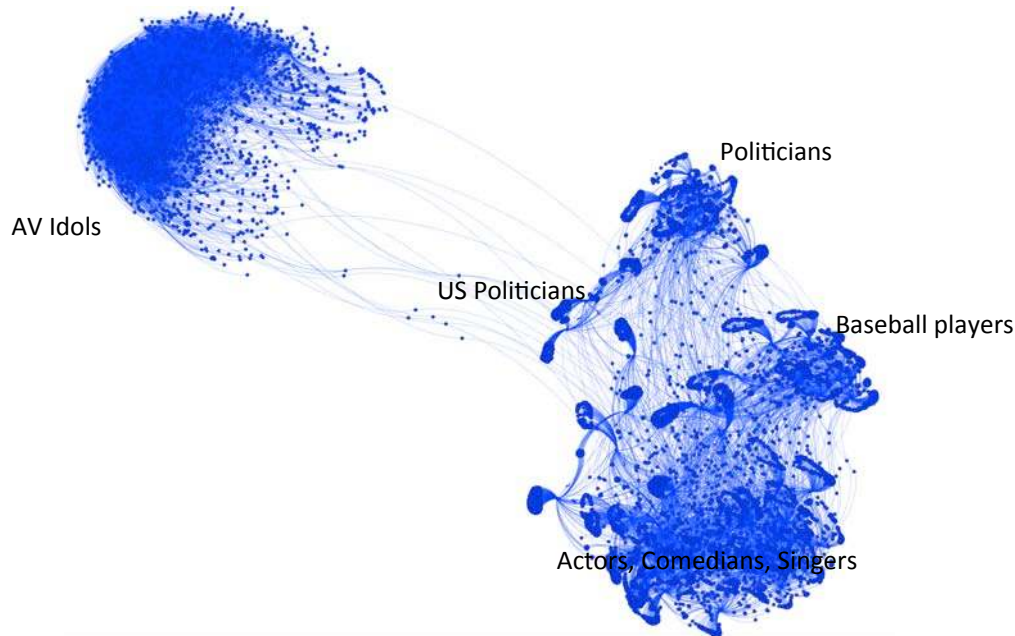 Politicians
AV Idols
US Politicians
Baseball players
Actors, Comedians, Singers